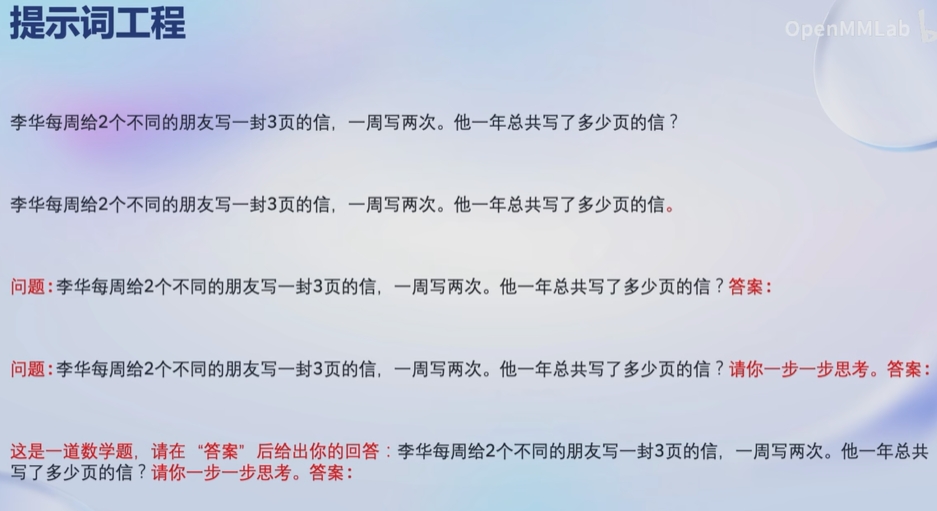 提示词工程
OpenMMLab b
李华每周给2个不同的朋友写一封3页的信，一周写两次。他一年总共写了多少页的信？
李华每周给2个不同的朋友写一封3页的信，一周写两次。他一年总共写了多少页的信。
问题:李华每周给2个不同的朋友写一封3页的信，一周写两次。他一年总共写了多少页的信？答案:
问题:李华每周给2个不同的朋友写一封3页的信，一周写两次。他一年总共写了多少页的信？请你一步一步思考。答案:
这是一道数学题，请在“答案”后给出你的回答：李华每周给2个不同的朋友写一封3页的信，一周写两次。他一年总共
写了多少页的信？请你一步一步思考。答案: